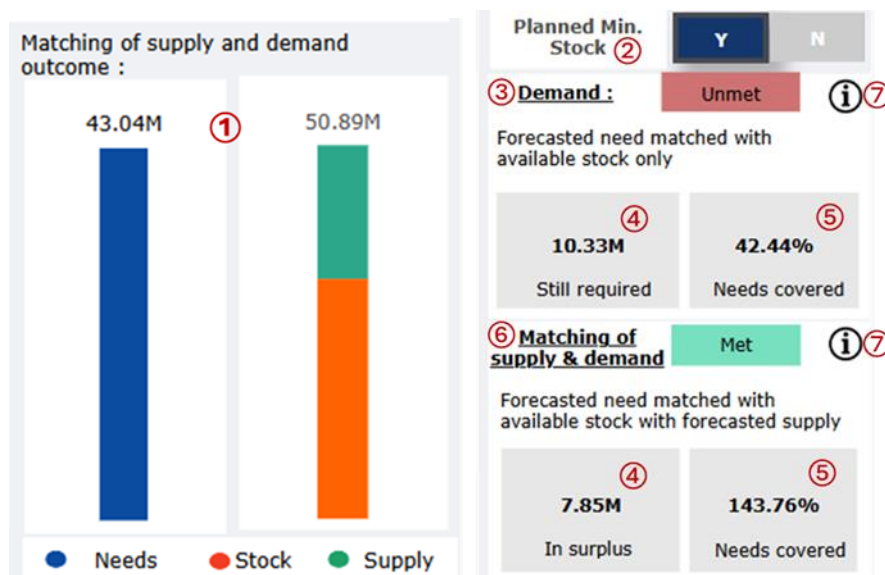 Matching of supply and demand
outcome :
43.04M ① 50.89M
Needs Stock Supply
Planned Min.
Stock ② Y N
③ Demand : Unmet ⑦
Forecasted need matched with
available stock only
④ ⑤
10.33M 42.44%
Still required Needs covered
⑥ Matching of
supply & demand Met ⑦
Forecasted need matched with
available stock with forecasted supply
④ ⑤
7.85M 143.76%
In surplus Needs covered